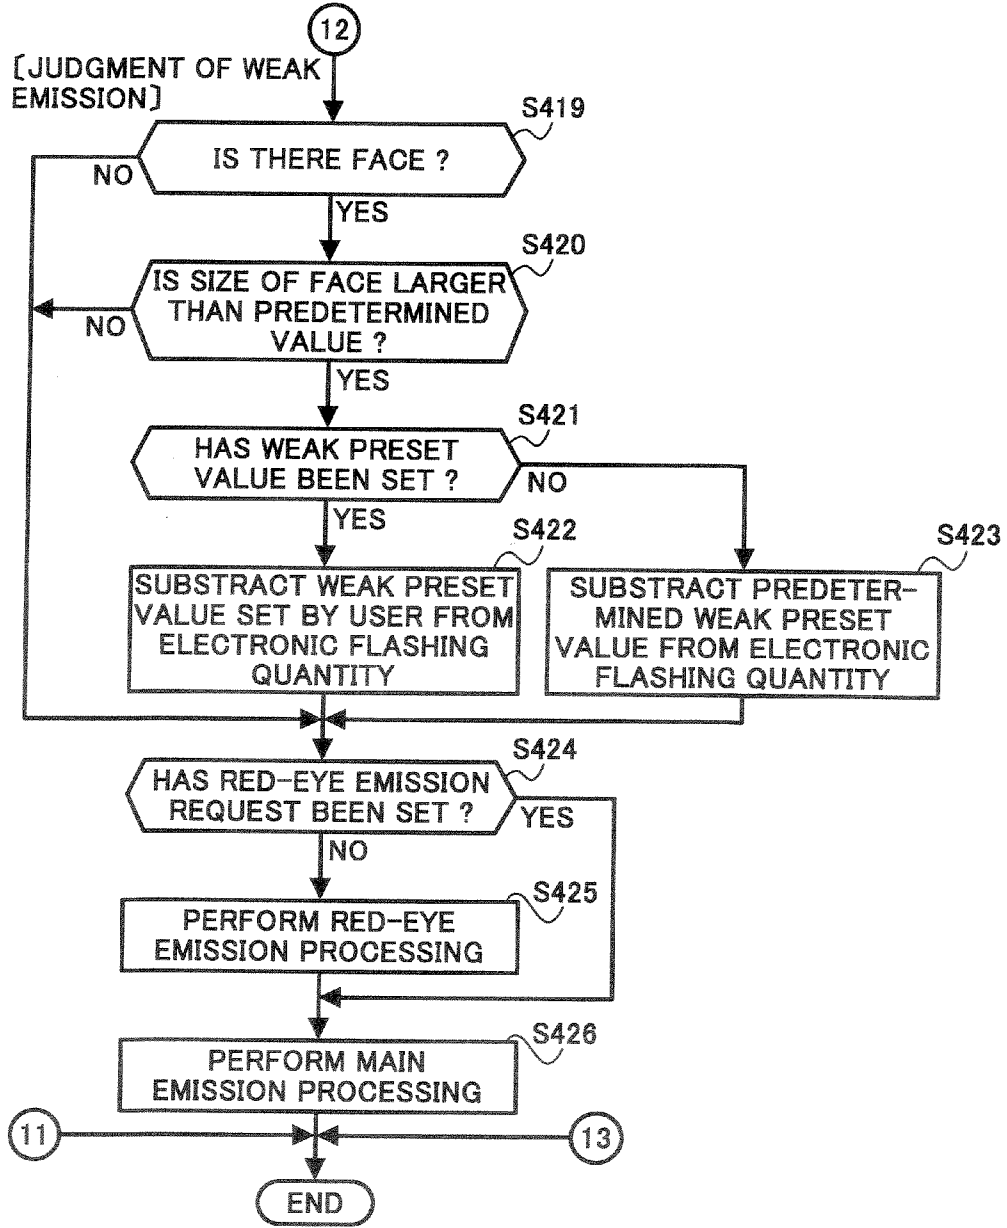 12
[JUDGMENT OF WEAK
EMISSION]
S419
IS THERE FACE ?
NO
YES
S420
IS SIZE OF FACE LARGER
THAN PREDETERMINED
VALUE ?
NO
YES
S421
HAS WEAK PRESET
VALUE BEEN SET ?
NO
YES
S422
SUBSTRACT WEAK PRESET
VALUE SET BY USER FROM
ELECTRONIC FLASHING
QUANTITY
S423
SUBSTRACT PREDETER-
MINED WEAK PRESET
VALUE FROM ELECTRONIC
FLASHING QUANTITY
S424
HAS RED-EYE EMISSION
REQUEST BEEN SET ?
YES
NO
S425
PERFORM RED-EYE
EMISSION PROCESSING
S426
PERFORM MAIN
EMISSION PROCESSING
11
13
END